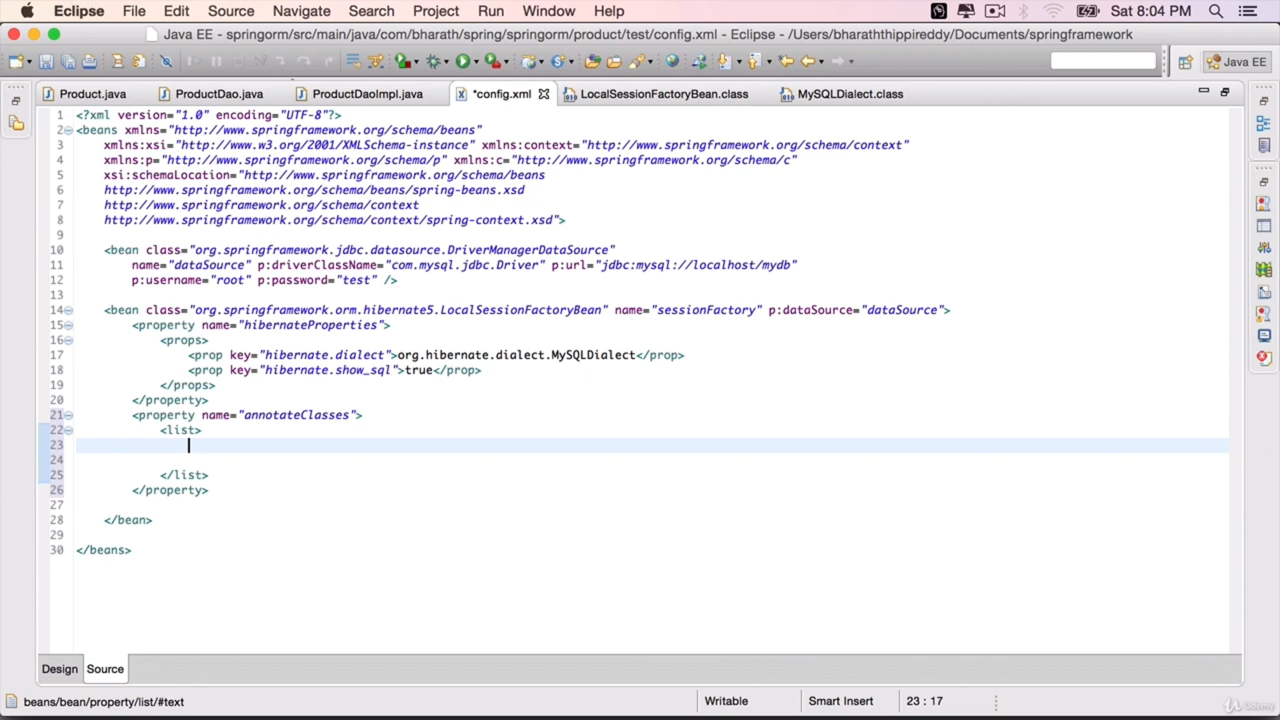 Eclipse File Edit Source Navigate Search Project Run Window Help Sat 8:04 PM
Java EE - springorm/src/main/java/com/bharath/spring/springorm/product/test/config.xml - Eclipse - /Users/bharaththippireddy/Documents/springframework
Java EE
Product.java ProductDao.java ProductDaoImpl.java *config.xml LocalSessionFactoryBean.class MySQLDialect.class
1 <?xml version="1.0" encoding="UTF-8"?>
2 <beans xmlns="http://www.springframework.org/schema/beans"
3 xmlns:xsi="http://www.w3.org/2001/XMLSchema-instance" xmlns:context="http://www.springframework.org/schema/context"
4 xmlns:p="http://www.springframework.org/schema/p" xmlns:c="http://www.springframework.org/schema/c"
5 xsi:schemaLocation="http://www.springframework.org/schema/beans
6 http://www.springframework.org/schema/beans/spring-beans.xsd
7 http://www.springframework.org/schema/context
8 http://www.springframework.org/schema/context/spring-context.xsd">
9
10 <bean class="org.springframework.jdbc.datasource.DriverManagerDataSource"
11 name="dataSource" p:driverClassName="com.mysql.jdbc.Driver" p:url="jdbc:mysql://localhost/mydb"
12 p:username="root" p:password="test" />
13
14 <bean class="org.springframework.orm.hibernate5.LocalSessionFactoryBean" name="sessionFactory" p:dataSource="dataSource">
15 <property name="hibernateProperties">
16 <props>
17 <prop key="hibernate.dialect">org.hibernate.dialect.MySQLDialect</prop>
18 <prop key="hibernate.show_sql">true</prop>
19 </props>
20 </property>
21 <property name="annotateClasses">
22 <list>
23
24
25 </list>
26 </property>
27
28 </bean>
29
30 </beans>
Design Source
beans/bean/property/list/#text Writable Smart Insert 23 : 17
Udemy